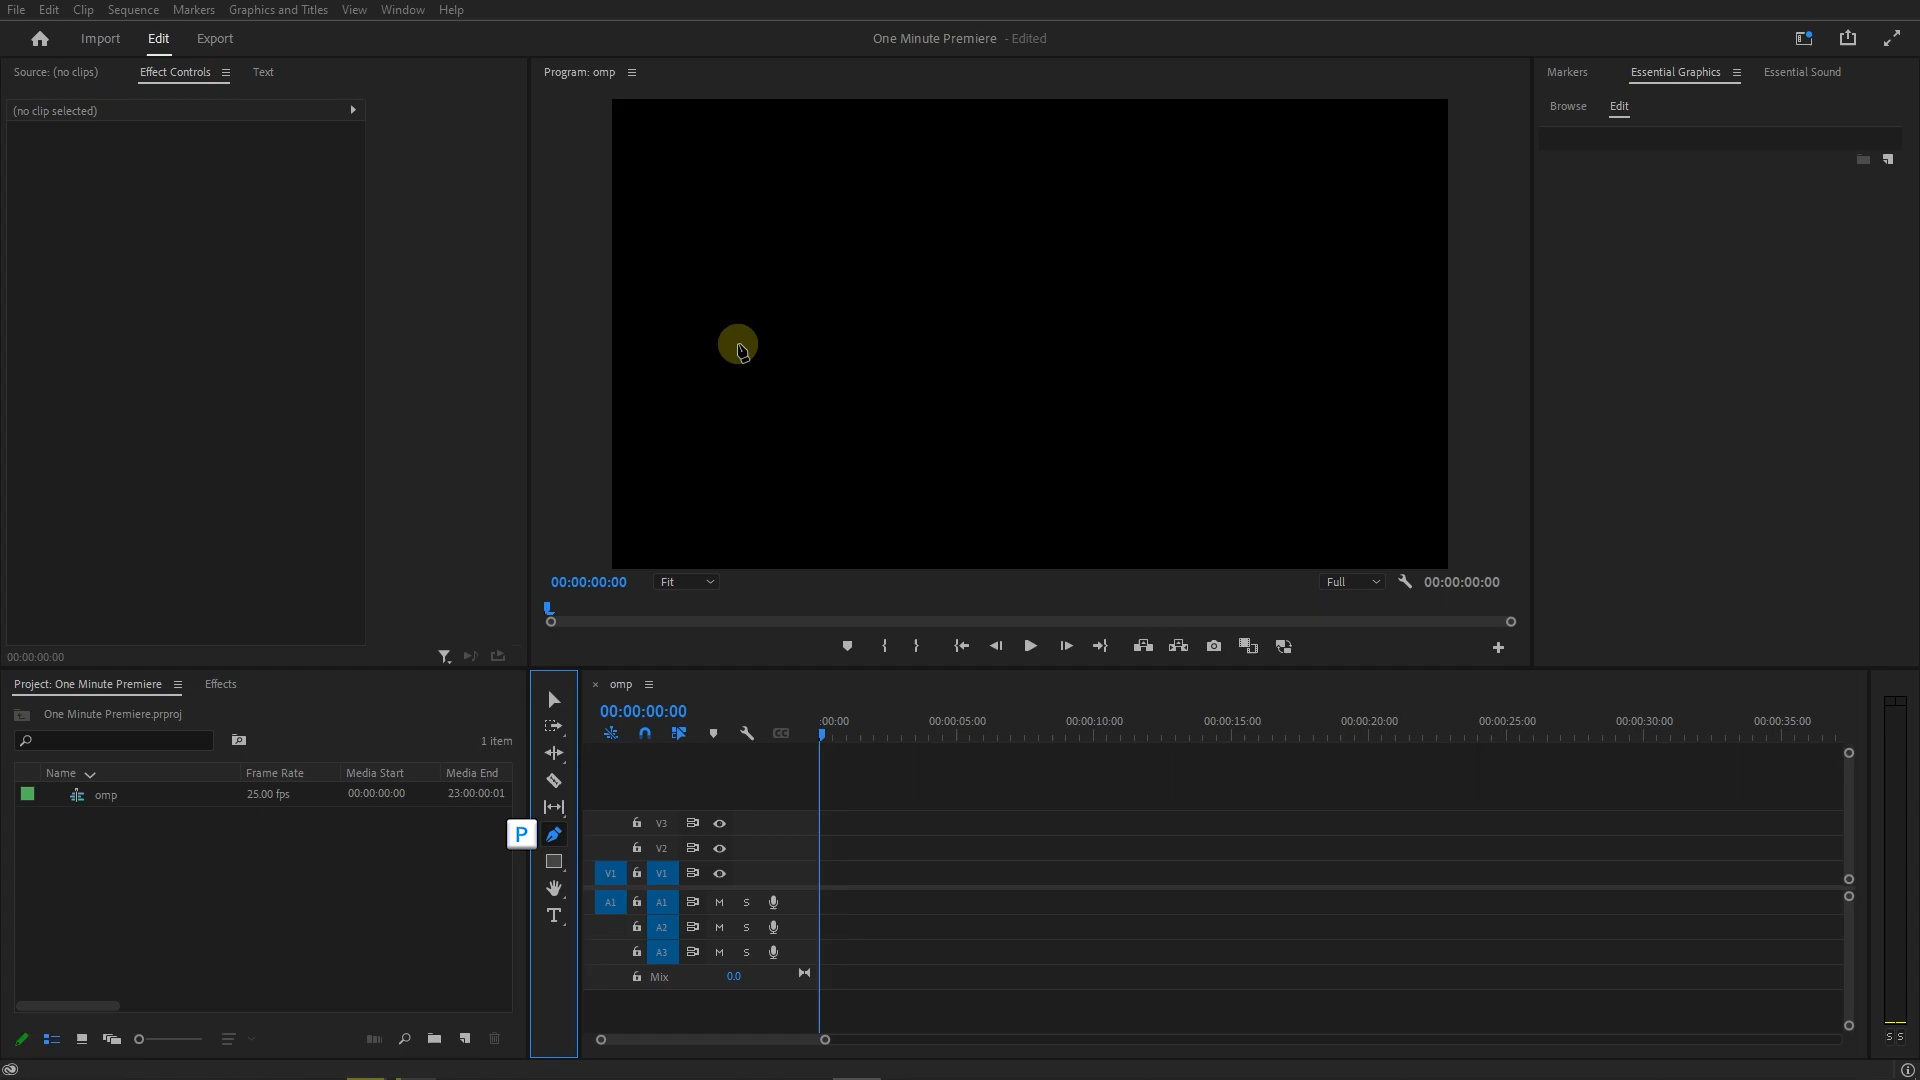 File Edit Clip Sequence Markers Graphics and Titles View Window Help
Import Edit Export
One Minute Premiere - Edited
Source: (no clips) Effect Controls Text
(no clip selected)
00:00:00:00
Program: omp
00:00:00:00 Fit Full 00:00:00:00
Markers Essential Graphics Essential Sound
Browse Edit
Project: One Minute Premiere Effects
One Minute Premiere.prproj
1 item
Name Frame Rate Media Start Media End
omp 25.00 fps 00:00:00:00 23:00:00:01
P
T
× omp
00:00:00:00
:00:00 00:00:05:00 00:00:10:00 00:00:15:00 00:00:20:00 00:00:25:00 00:00:30:00 00:00:35:00
CC
V3
V2
V1 V1
A1 A1 M S
A2 M S
A3 M S
Mix 0.0
S S